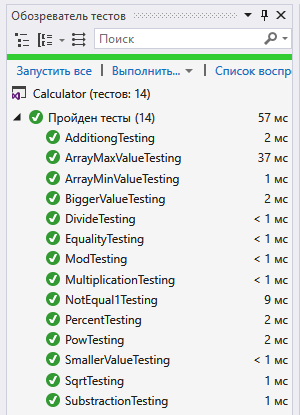 Обозреватель тестов
Поиск
Запустить все | Выполнить... | Список воспр
Calculator (тестов: 14)
Пройден тесты (14) 57 мс
AdditiongTesting 2 мс
ArrayMaxValueTesting 37 мс
ArrayMinValueTesting 1 мс
BiggerValueTesting 2 мс
DivideTesting < 1 мс
EqualityTesting < 1 мс
ModTesting < 1 мс
MultiplicationTesting < 1 мс
NotEqual1Testing 9 мс
PercentTesting 2 мс
PowTesting 2 мс
SmallerValueTesting < 1 мс
SqrtTesting 1 мс
SubstractionTesting 1 мс